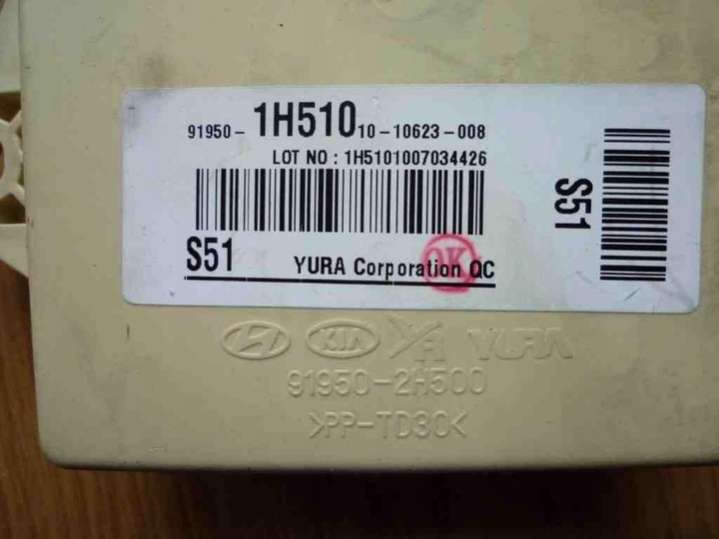 91950- 1H510 10-10623-008
LOT NO : 1H5101007034426
S51
S51 YURA Corporation QC
OK
KIA YURA
91950-2H500
>PP-TD30<